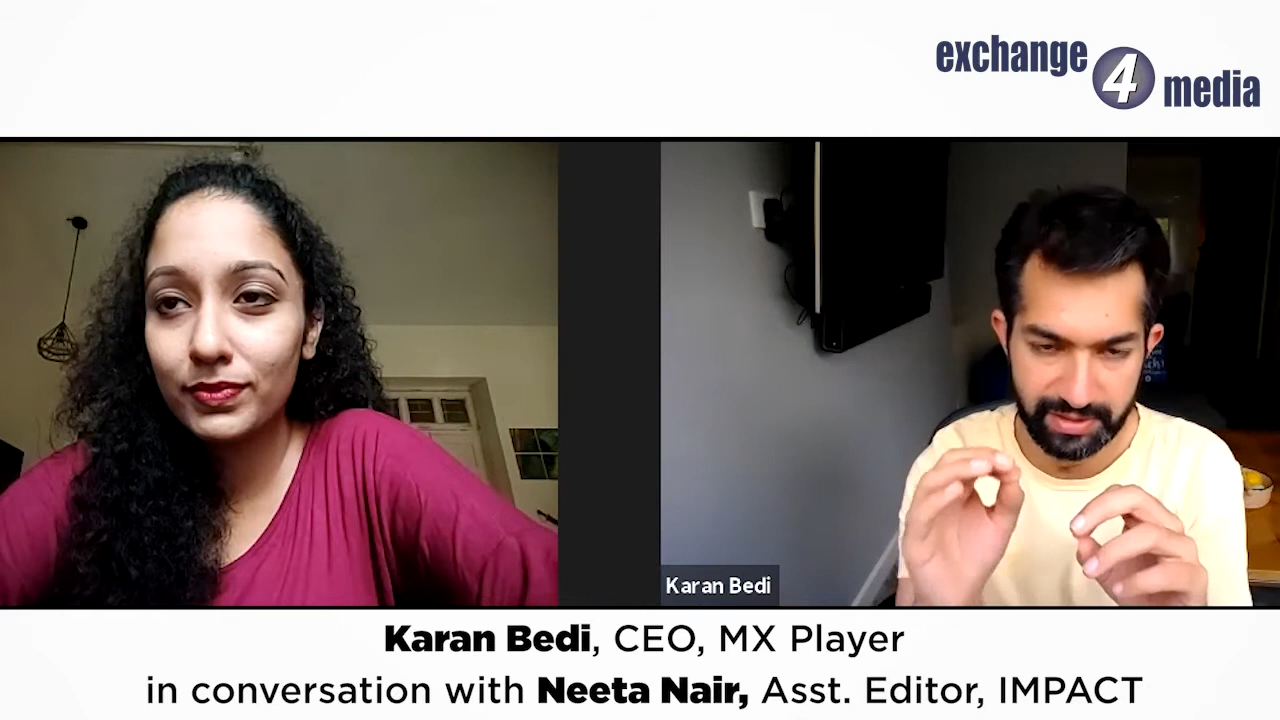 exchange 4 media
Karan Bedi
Karan Bedi, CEO, MX Player
in conversation with Neeta Nair, Asst. Editor, IMPACT